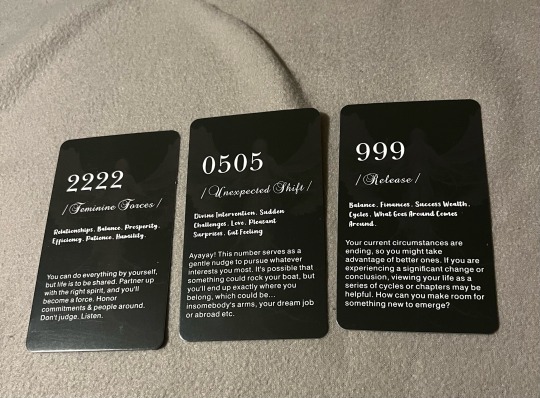 2222
/ Feminine Forces /
Relationships, Balance, Prosperity,
Efficiency, Patience, Humility.
You can do everything by yourself,
but life is to be shared. Partner up
with the right spirit, and you'll
become a force. Honor
commitments & people around.
Don't judge. Listen.
0505
/ Unexpected Shift /
Divine Intervention, Sudden
Challenges, Love, Pleasant
Surprises, Gut Feeling
Ayayay! This number serves as a
gentle nudge to pursue whatever
interests you most. It's possible that
something could rock your boat, but
you'll end up exactly where you
belong, which could be...
insomebody's arms, your dream job
or abroad etc.
999
/ Release /
Balance, Finances, Success Wealth,
Cycles, What Goes Around Comes
Around.
Your current circumstances are
ending, so you might take
advantage of better ones. If you are
experiencing a significant change or
conclusion, viewing your life as a
series of cycles or chapters may be
helpful. How can you make room for
something new to emerge?